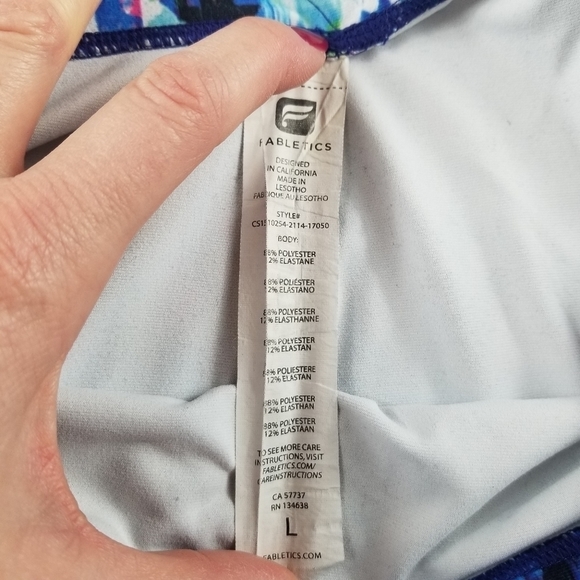 FABLETICS
DESIGNED
IN CALIFORNIA
MADE IN
LESOTHO
AU LESOTHO
STYLE#
BODY:
88% POLYESTER
12% ELASTANE
88% POLIÉSTER
12% ELASTANO
88% POLYESTER
12% ELASTHANNE
88% POLYESTER
12% ELASTAN
88% POLIESTERE
12% ELASTAN
88% POLYESTER
12% ELASTHAN
88% POLYESTER
12% ELASTAAN
TO SEE MORE CARE
INSTRUCTIONS, VISIT
FABLETICS.COM/
CAREINSTRUCTIONS
CA 57737
RN 134638
L
FABLETICS.COM